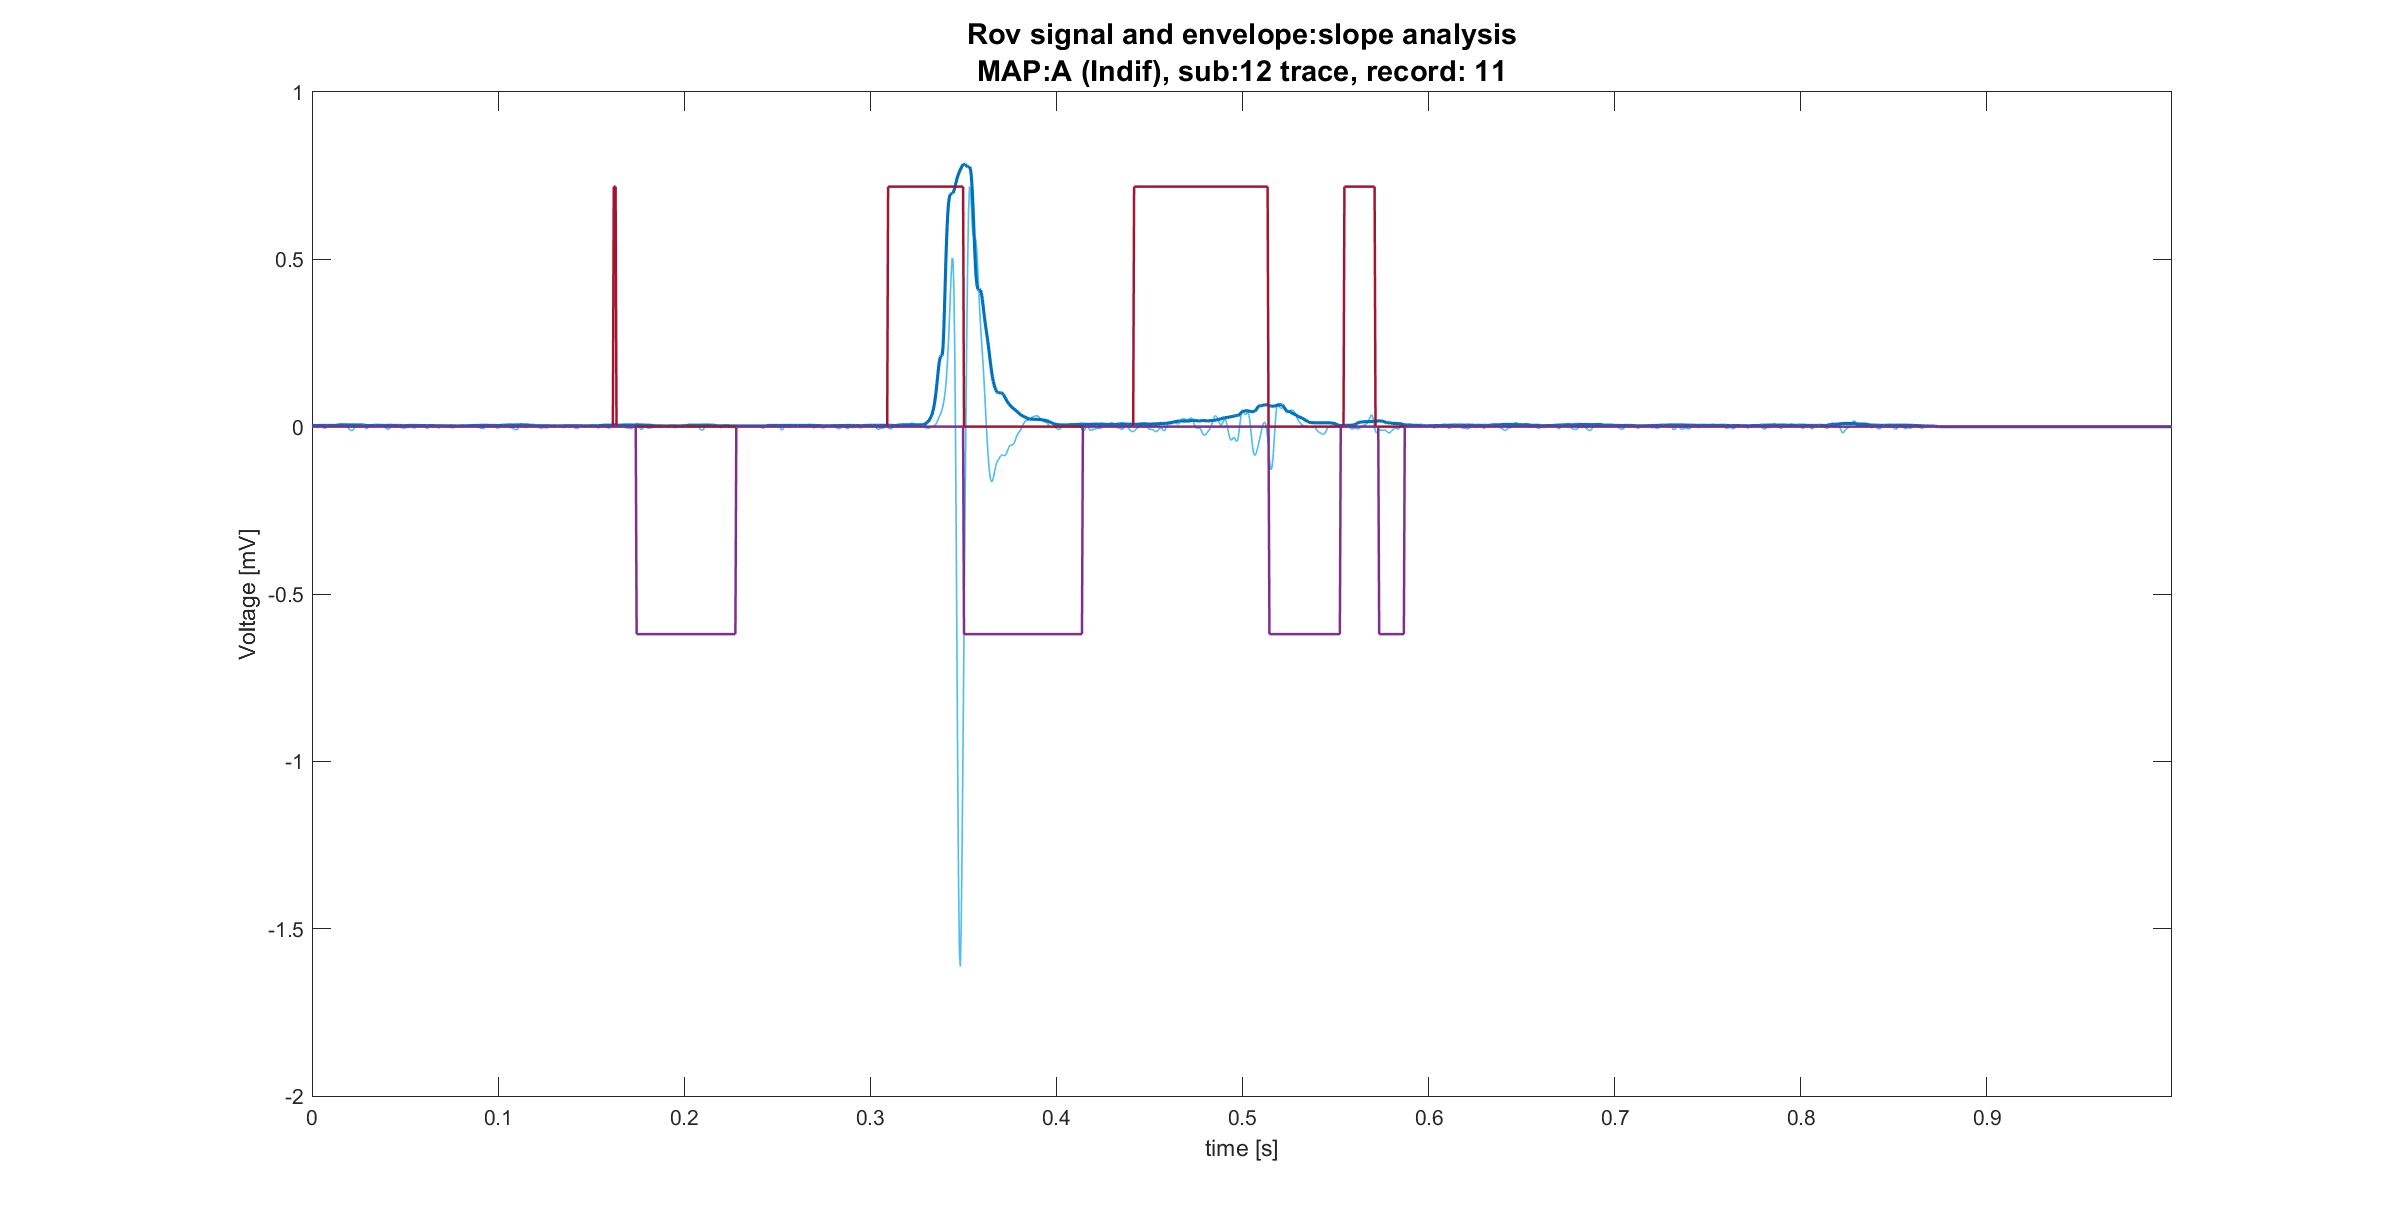 Rov signal and envelope:slope analysis
MAP:A (Indif), sub:12 trace, record: 11
1
0.5
0
-0.5
-1
-1.5
-2
Voltage [mV]
0 0.1 0.2 0.3 0.4 0.5 0.6 0.7 0.8 0.9
time [s]